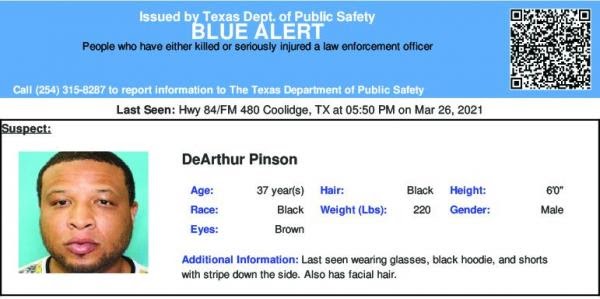 Issued by Texas Dept. of Public Safety
BLUE ALERT
People who have either killed or seriously injured a law enforcement officer
Call (254) 315-8287 to report information to The Texas Department of Public Safety
Last Seen: Hwy 84/FM 480 Coolidge, TX at 05:50 PM on Mar 26, 2021
Suspect:
DeArthur Pinson
Age: 37 year(s) Hair: Black Height: 6'0"
Race: Black Weight (Lbs): 220 Gender: Male
Eyes: Brown
Additional Information: Last seen wearing glasses, black hoodie, and shorts
with stripe down the side. Also has facial hair.